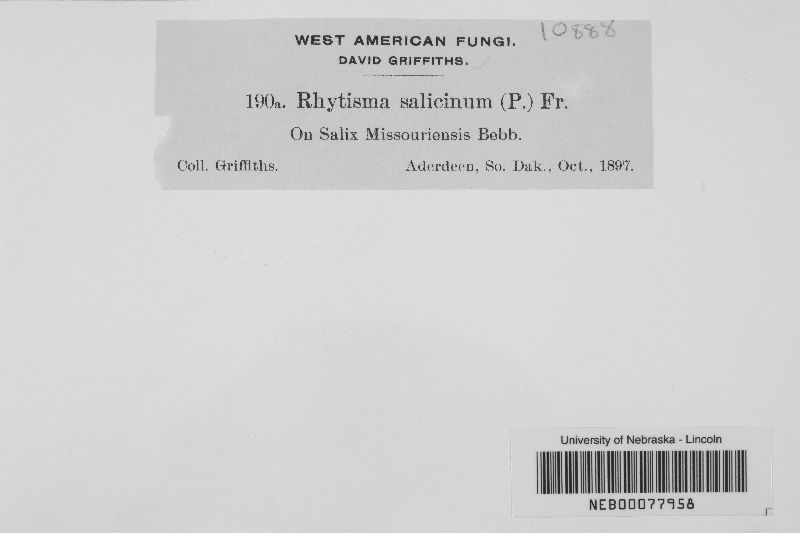 10888
WEST AMERICAN FUNGI.
DAVID GRIFFITHS.
190a. Rhytisma salicinum (P.) Fr.
On Salix Missouriensis Bebb.
Coll. Griffiths. Aderdeen, So. Dak., Oct., 1897.
University of Nebraska - Lincoln
NEB00077958